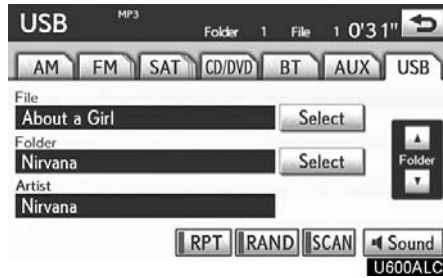 USB MP3 Folder 1 File 1 0'31"
AM FM SAT CD/DVD BT AUX USB
File
About a Girl Select
Folder
Nirvana Select
Folder
Artist
Nirvana
RPT RAND SCAN Sound
U600ALC